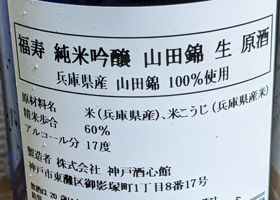 福寿 純米吟醸 山田錦 生 原酒
兵庫県産 山田錦 100%使用
原材料名 米(兵庫県産)、米こうじ(兵庫県産米)
精米歩合 60%
アルコール分 17度
製造者 株式会社 神戸酒心館
神戸市東灘区御影塚町1丁目8番17号